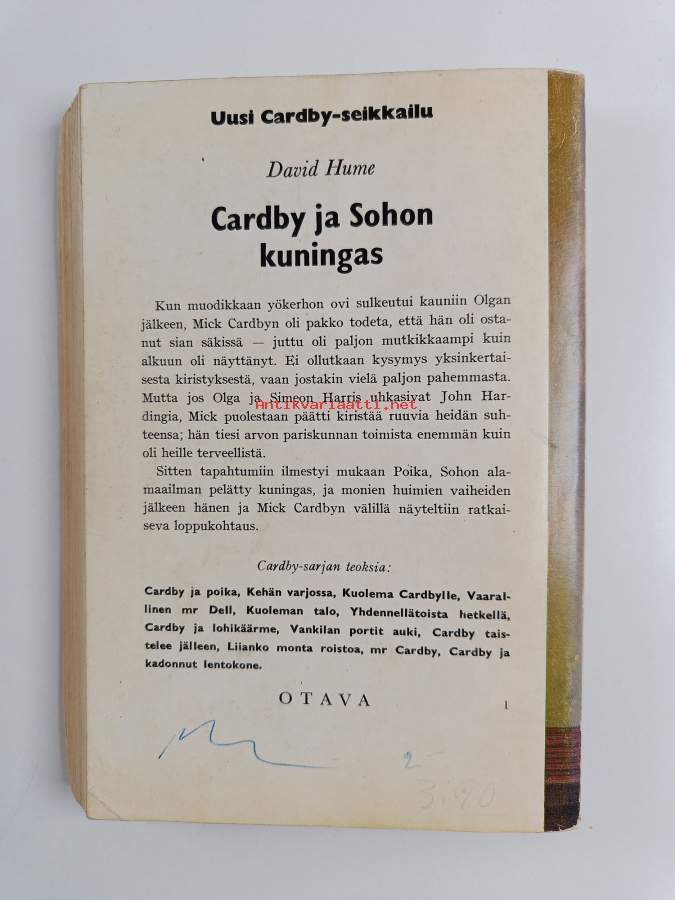 Uusi Cardby-seikkailu
David Hume
Cardby ja Sohon
kuningas
Kun muodikkaan yökerhon ovi sulkeutui kauniin Olgan
jälkeen, Mick Cardbyn oli pakko todeta, että hän oli osta-
nut sian säkissä — juttu oli paljon mutkikkaampi kuin
alkuun oli näyttänyt. Ei ollutkaan kysymys yksinkertai-
sesta kiristyksestä, vaan jostakin vielä paljon pahemmasta.
Mutta jos Olga ja Simeon Harris uhkasivat John Har-
Antikvariaatti.net
dingia, Mick puolestaan päätti kiristää ruuvia heidän suh-
teensa; hän tiesi arvon pariskunnan toimista enemmän kuin
oli heille terveellistä.
Sitten tapahtumiin ilmestyi mukaan Poika, Sohon ala-
maailman pelätty kuningas, ja monien huimien vaiheiden
jälkeen hänen ja Mick Cardbyn välillä näyteltiin ratkai-
seva loppukohtaus.
Cardby-sarjan teoksia:
Cardby ja poika, Kehän varjossa, Kuolema Cardbylle, Vaaral-
linen mr Dell, Kuoleman talo, Yhdennellätoista hetkellä,
Cardby ja lohikäärme, Vankilan portit auki, Cardby tais-
telee jälleen, Liianko monta roistoa, mr Cardby, Cardby ja
kadonnut lentokone.
OTAVA
1
2-
3:90